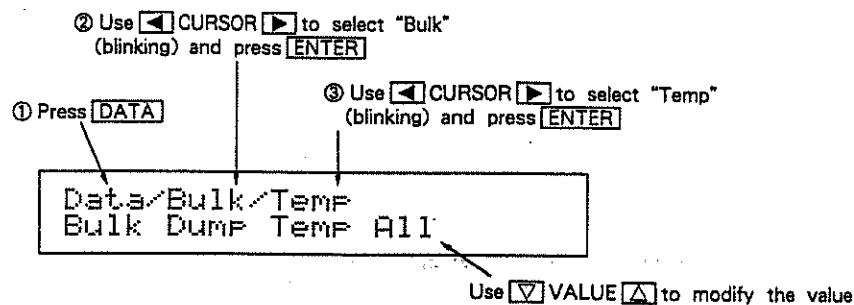 ② Use ◀ CURSOR ▶ to select "Bulk"
(blinking) and press ENTER
③ Use ◀ CURSOR ▶ to select "Temp"
(blinking) and press ENTER
① Press DATA
Data/Bulk/Temp
Bulk Dump Temp All
Use ▽ VALUE △ to modify the value